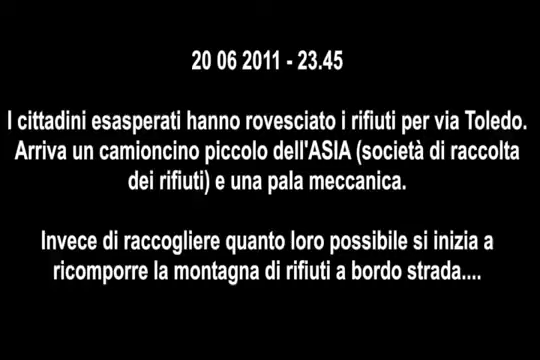 20 06 2011 - 23.45
I cittadini esasperati hanno rovesciato i rifiuti per via Toledo.
Arriva un camioncino piccolo dell'ASIA (società di raccolta
dei rifiuti) e una pala meccanica.
Invece di raccogliere quanto loro possibile si inizia a
ricomporre la montagna di rifiuti a bordo strada....